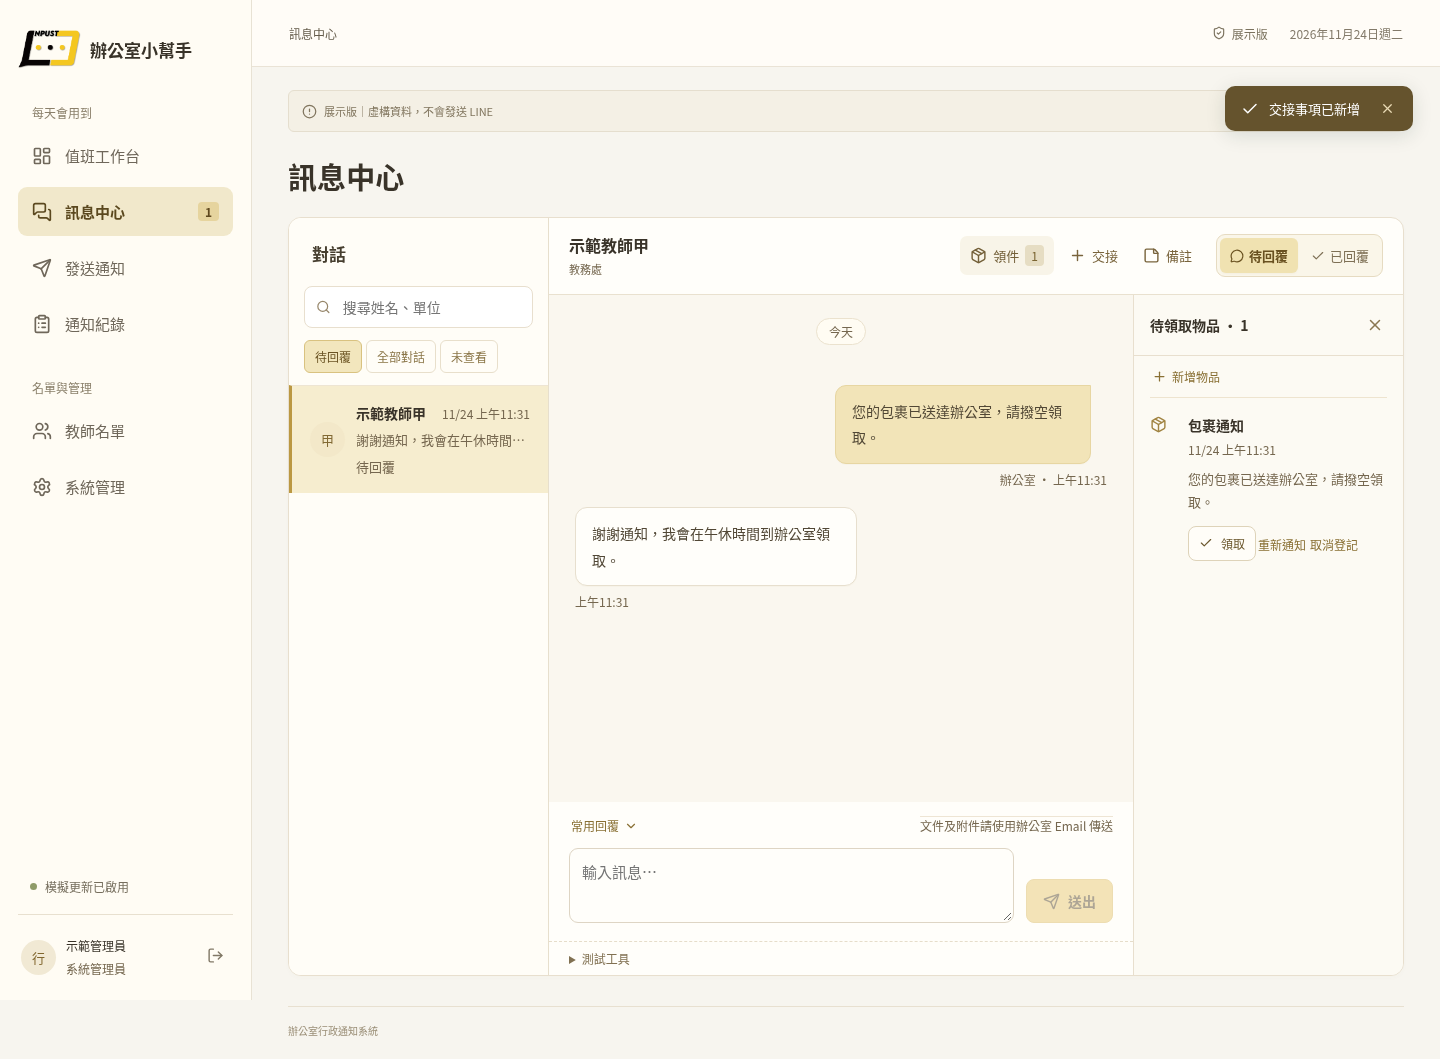 NPUST
辦公室小幫手
每天會用到
值班工作台
訊息中心
1
發送通知
通知紀錄
名單與管理
教師名單
系統管理
模擬更新已啟用
行
示範管理員
系統管理員
訊息中心
展示版
2026年11月24日週二
展示版｜虛構資料，不會發送 LINE
交接事項已新增
訊息中心
對話
搜尋姓名、單位
待回覆
全部對話
未查看
甲
示範教師甲
11/24 上午11:31
謝謝通知，我會在午休時間…
待回覆
示範教師甲
教務處
領件
1
交接
備註
待回覆
已回覆
今天
您的包裹已送達辦公室，請撥空領
取。
辦公室 · 上午11:31
謝謝通知，我會在午休時間到辦公室領
取。
上午11:31
常用回覆
文件及附件請使用辦公室 Email 傳送
輸入訊息…
送出
測試工具
待領取物品 · 1
新增物品
包裹通知
11/24 上午11:31
您的包裹已送達辦公室，請撥空領
取。
領取
重新通知
取消登記
辦公室行政通知系統